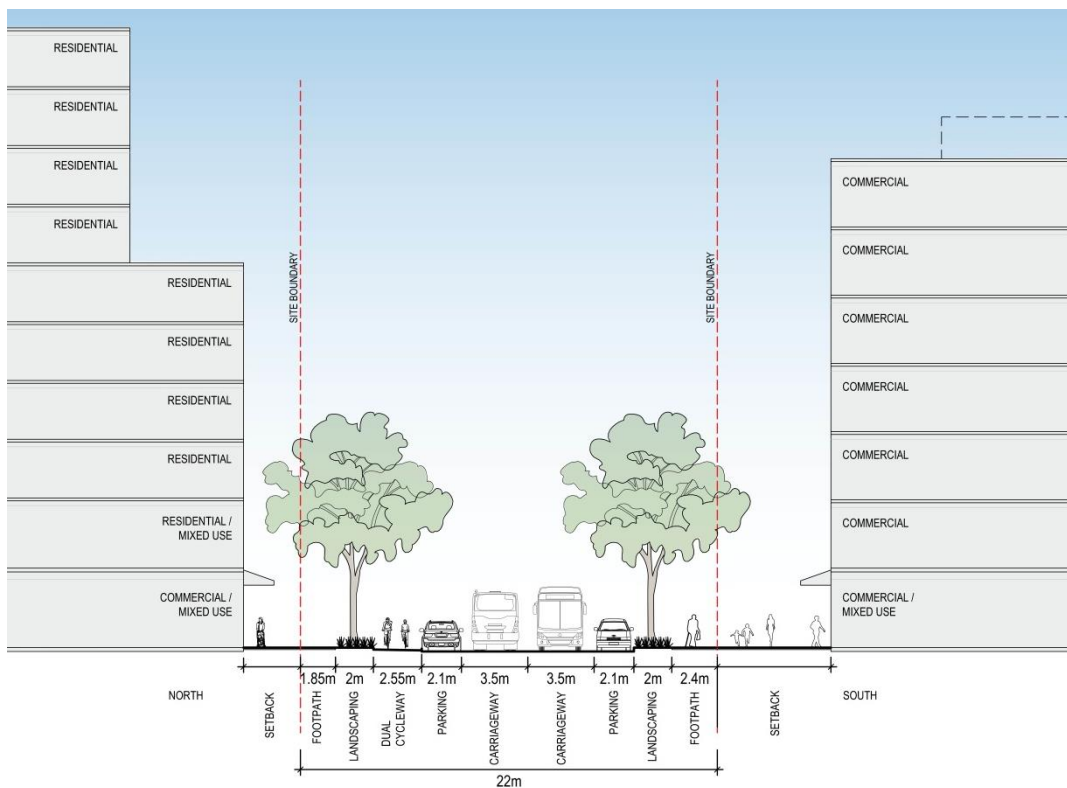 RESIDENTIAL
RESIDENTIAL
RESIDENTIAL
RESIDENTIAL
RESIDENTIAL
RESIDENTIAL
RESIDENTIAL
RESIDENTIAL
RESIDENTIAL /
MIXED USE
COMMERCIAL /
MIXED USE
SITE BOUNDARY
SITE BOUNDARY
COMMERCIAL
COMMERCIAL
COMMERCIAL
COMMERCIAL
COMMERCIAL
COMMERCIAL
COMMERCIAL /
MIXED USE
1.85m
2m
2.55m
2.1m
3.5m
3.5m
2.1m
2m
2.4m
NORTH
SETBACK
FOOTPATH
LANDSCAPING
DUAL
CYCLEWAY
PARKING
CARRIAGEWAY
CARRIAGEWAY
PARKING
LANDSCAPING
FOOTPATH
SETBACK
SOUTH
22m